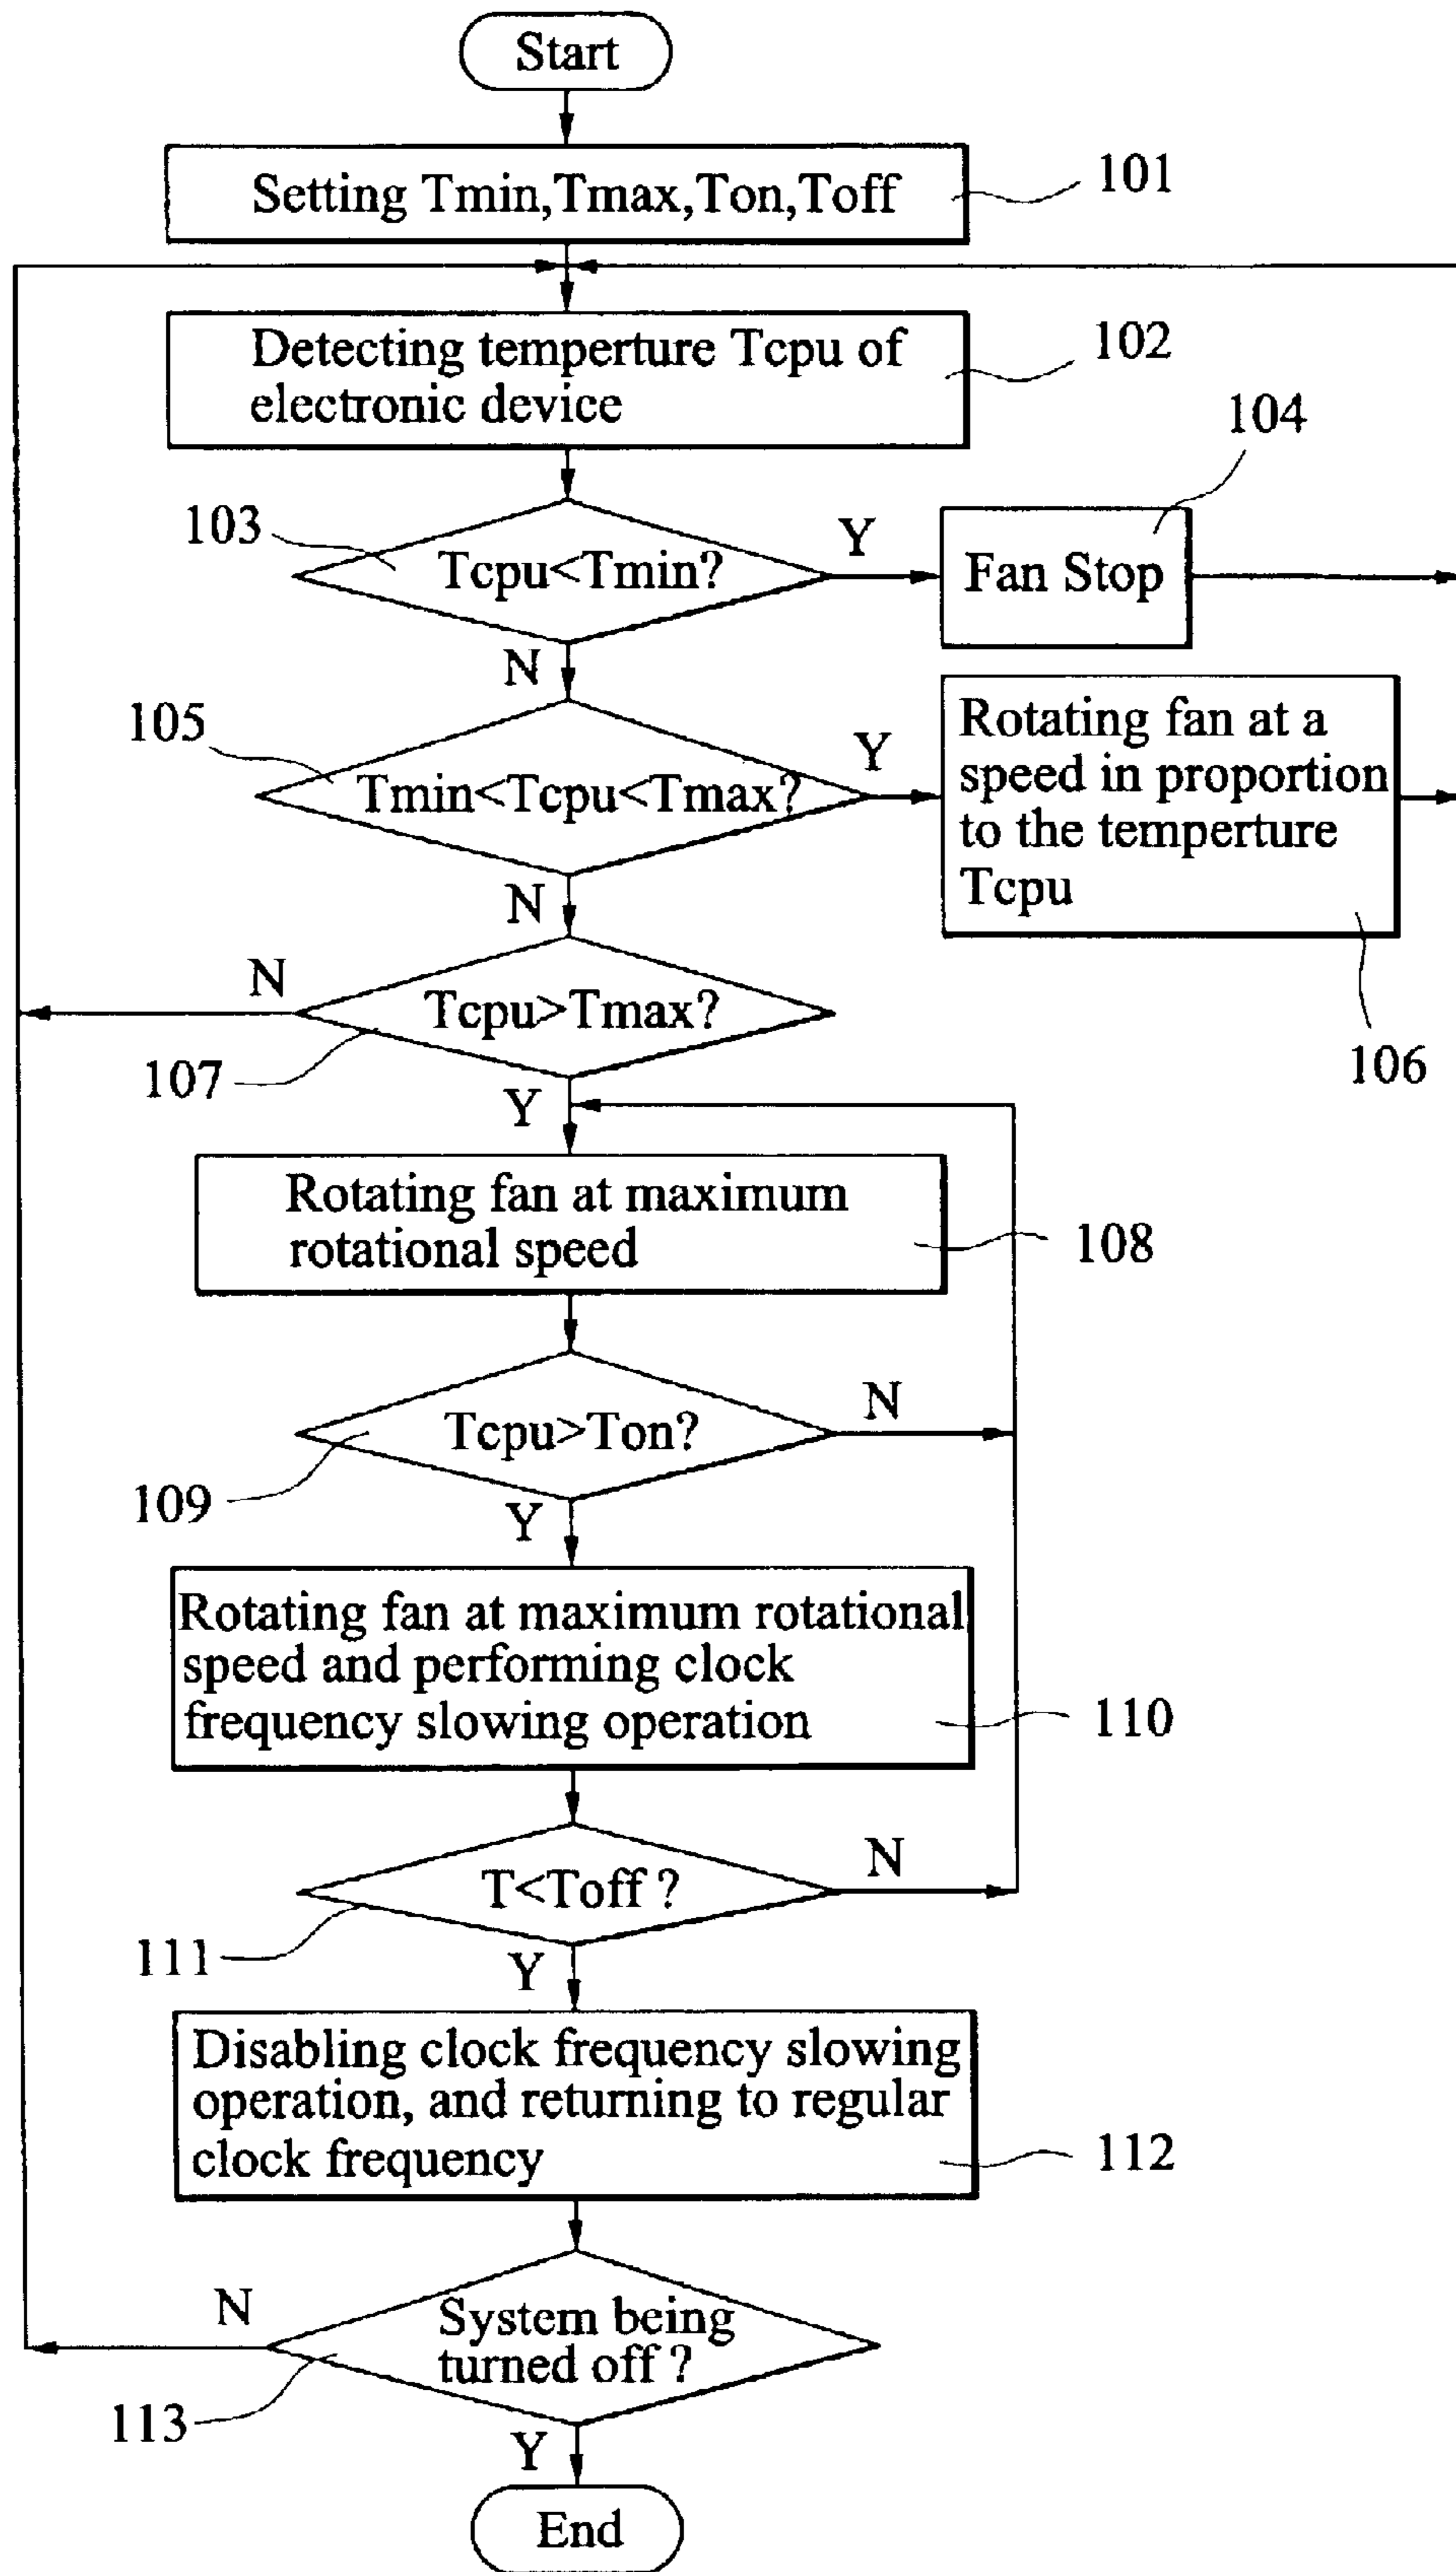 Start
Setting Tmin,Tmax,Ton,Toff
101
Detecting temperture Tcpu of
electronic device
102
103
Tcpu<Tmin?
Y
104
Fan Stop
N
105
Tmin<Tcpu<Tmax?
Y
Rotating fan at a
speed in proportion
to the temperture
Tcpu
106
N
N
Tcpu>Tmax?
107
Y
Rotating fan at maximum
rotational speed
108
Tcpu>Ton?
N
109
Y
Rotating fan at maximum rotational
speed and performing clock
frequency slowing operation
110
T<Toff ?
N
111
Y
Disabling clock frequency slowing
operation, and returning to regular
clock frequency
112
N
System being
turned off ?
113
Y
End